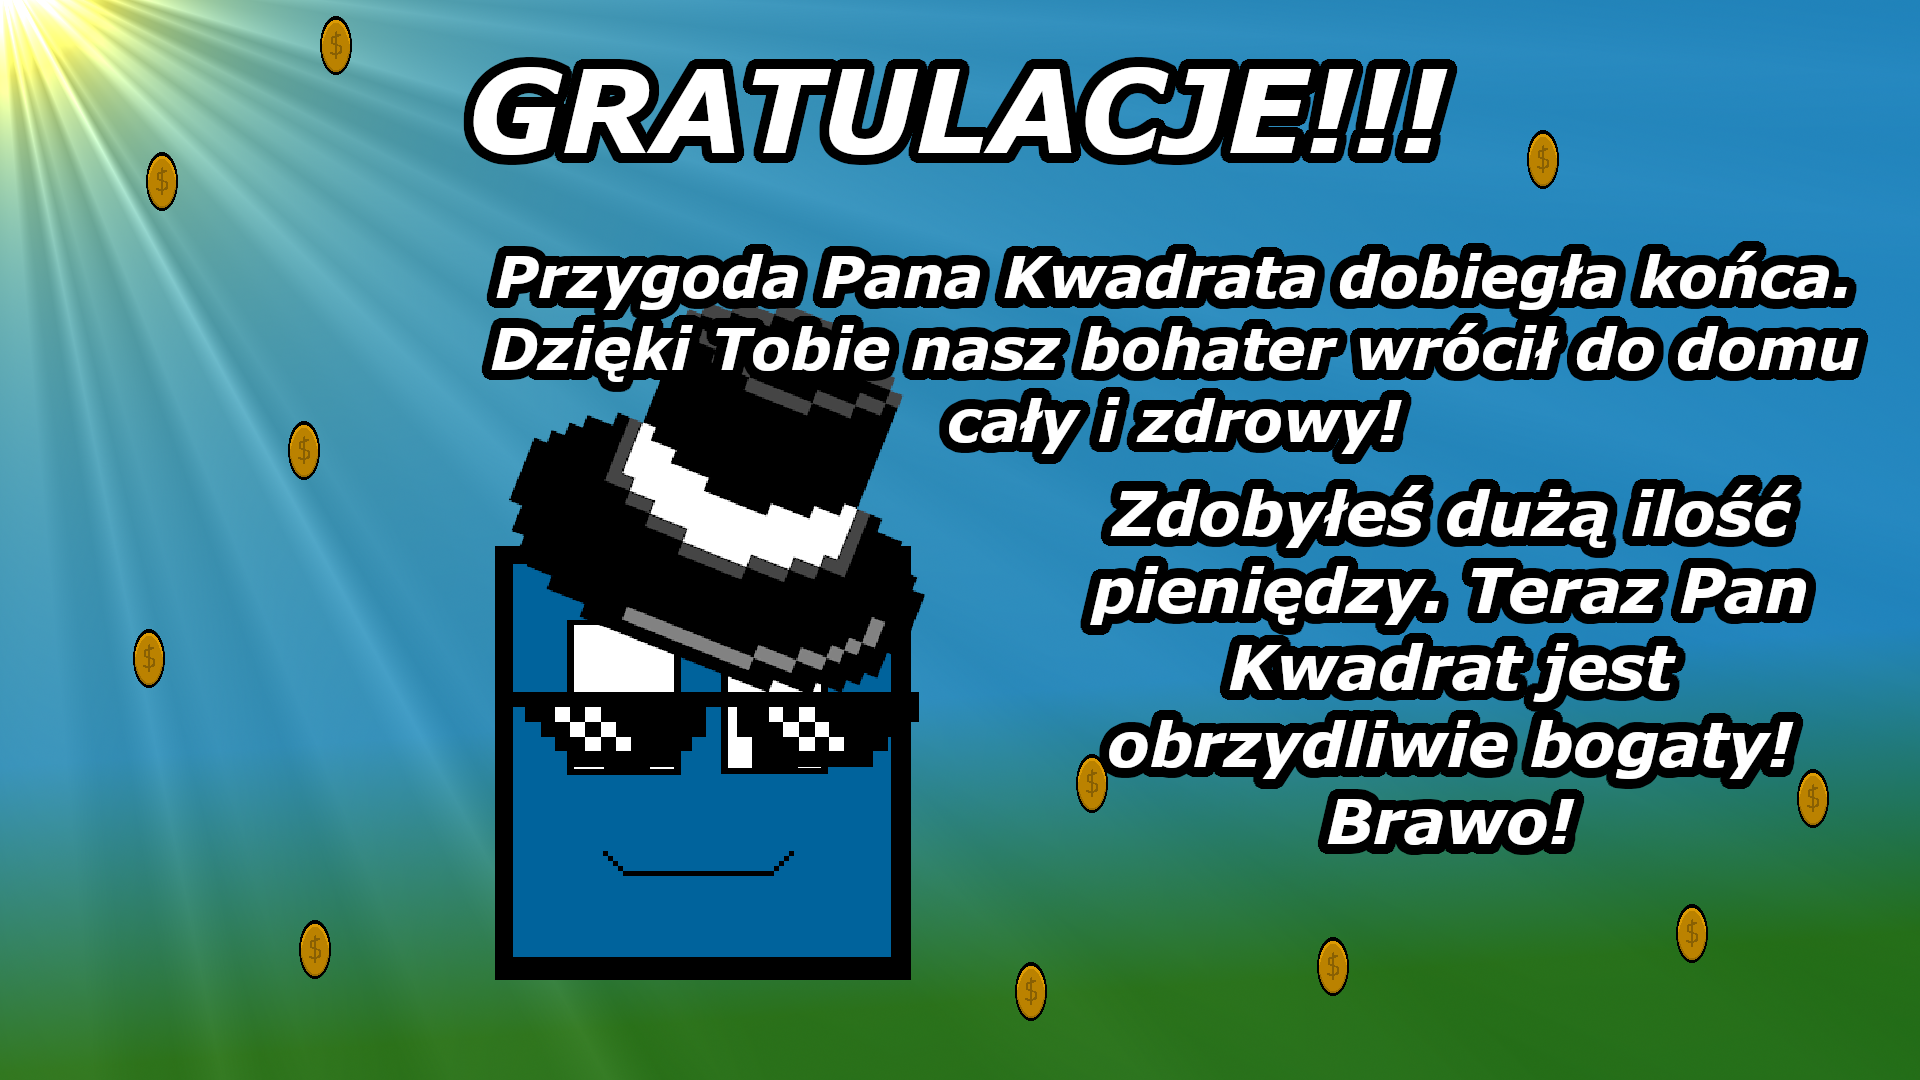 GRATULACJE!!!
Przygoda Pana Kwadrata dobiegła końca.
Dzięki Tobie nasz bohater wrócił do domu
cały i zdrowy!
Zdobyłeś dużą ilość
pieniędzy. Teraz Pan
Kwadrat jest
obrzydliwie bogaty!
Brawo!